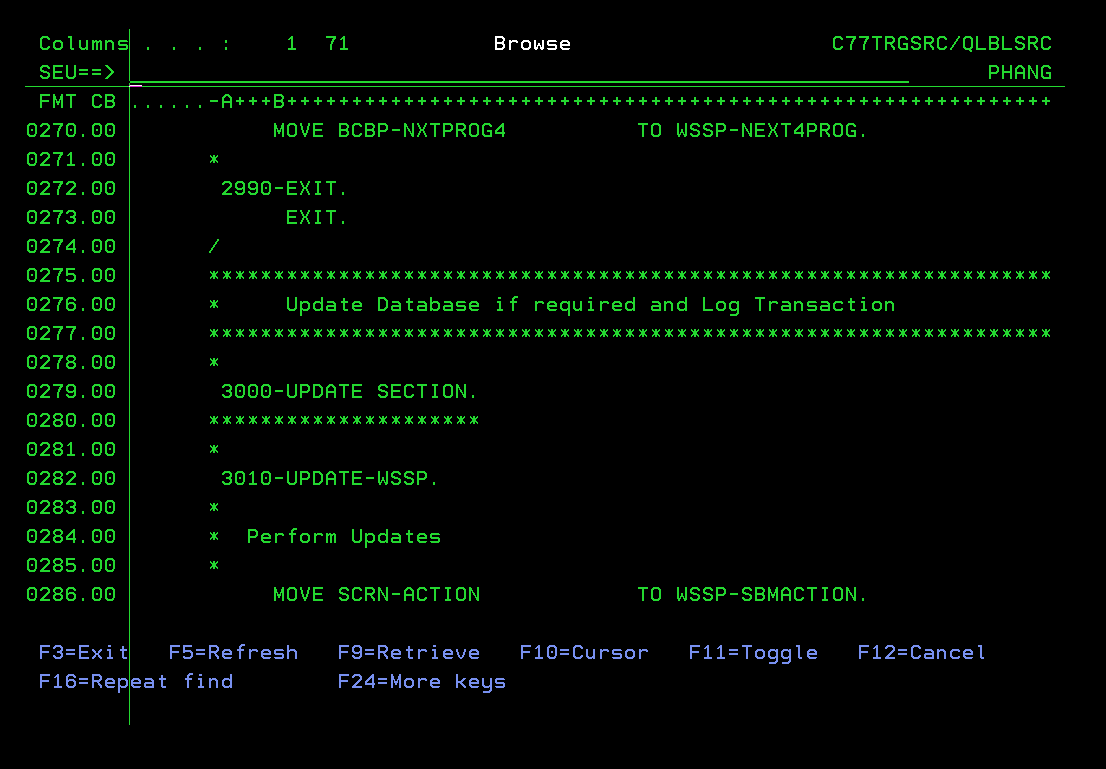 Columns . . . :    1  71           Browse                    C77TRGSRC/QLBLSRC
SEU==>                                                                   PHANG
FMT CB ......-A+++B+++++++++++++++++++++++++++++++++++++++++++++++++++++++++++
0270.00            MOVE BCBP-NXTPROG4          TO WSSP-NEXT4PROG.
0271.00       *
0272.00        2990-EXIT.
0273.00             EXIT.
0274.00       /
0275.00       *****************************************************************
0276.00       *     Update Database if required and Log Transaction
0277.00       *****************************************************************
0278.00       *
0279.00        3000-UPDATE SECTION.
0280.00       *********************
0281.00       *
0282.00        3010-UPDATE-WSSP.
0283.00       *
0284.00       *  Perform Updates
0285.00       *
0286.00            MOVE SCRN-ACTION            TO WSSP-SBMACTION.
F3=Exit   F5=Refresh   F9=Retrieve   F10=Cursor   F11=Toggle   F12=Cancel
F16=Repeat find        F24=More keys